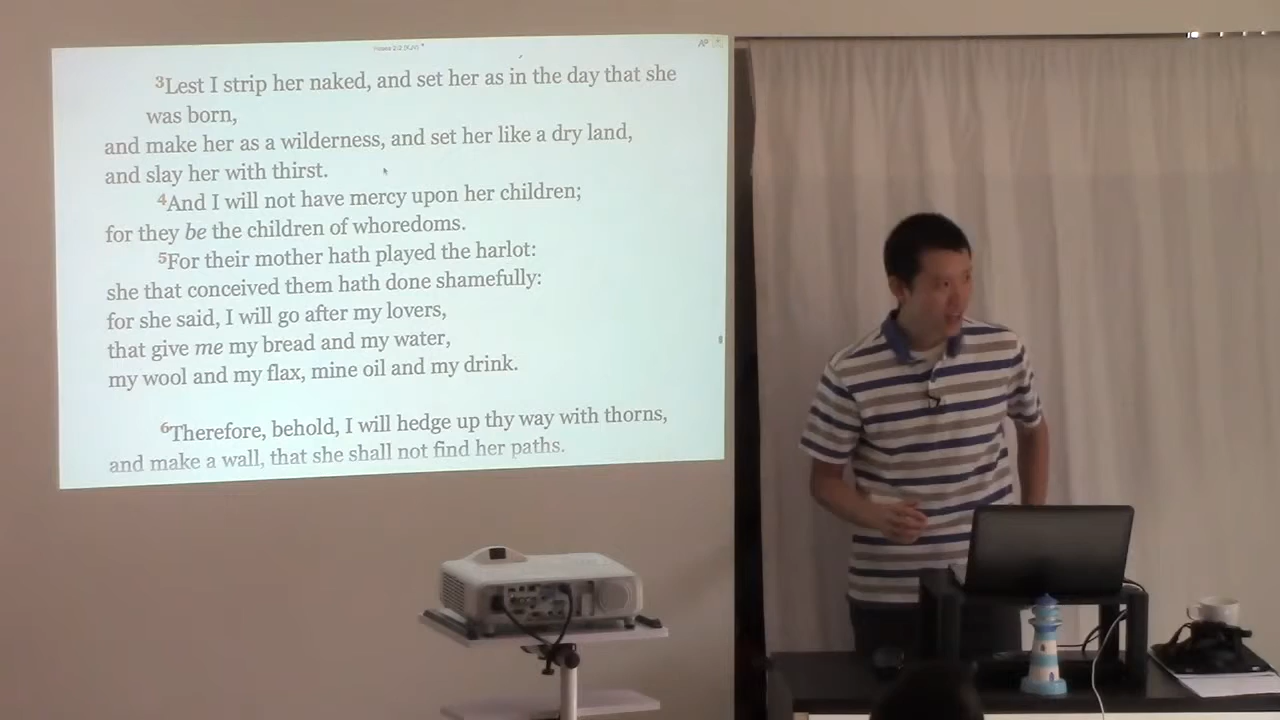 3Lest I strip her naked, and set her as in the day that she
was born,
and make her as a wilderness, and set her like a dry land,
and slay her with thirst.
4And I will not have mercy upon her children;
for they be the children of whoredoms.
5For their mother hath played the harlot:
she that conceived them hath done shamefully:
for she said, I will go after my lovers,
that give me my bread and my water,
my wool and my flax, mine oil and my drink.
6Therefore, behold, I will hedge up thy way with thorns,
and make a wall, that she shall not find her paths.